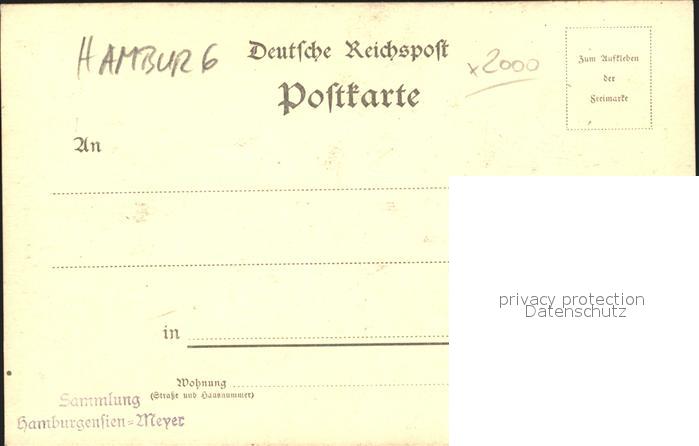 HAMBURG
Deutsche Reichspost
x2000
Postkarte
Zum Aufkleben
der
Freimarke
An
privacy protection
Datenschutz
in
Wohnung
(Straße und Hausnummer)
Sammlung
Hamburgensien=Meyer